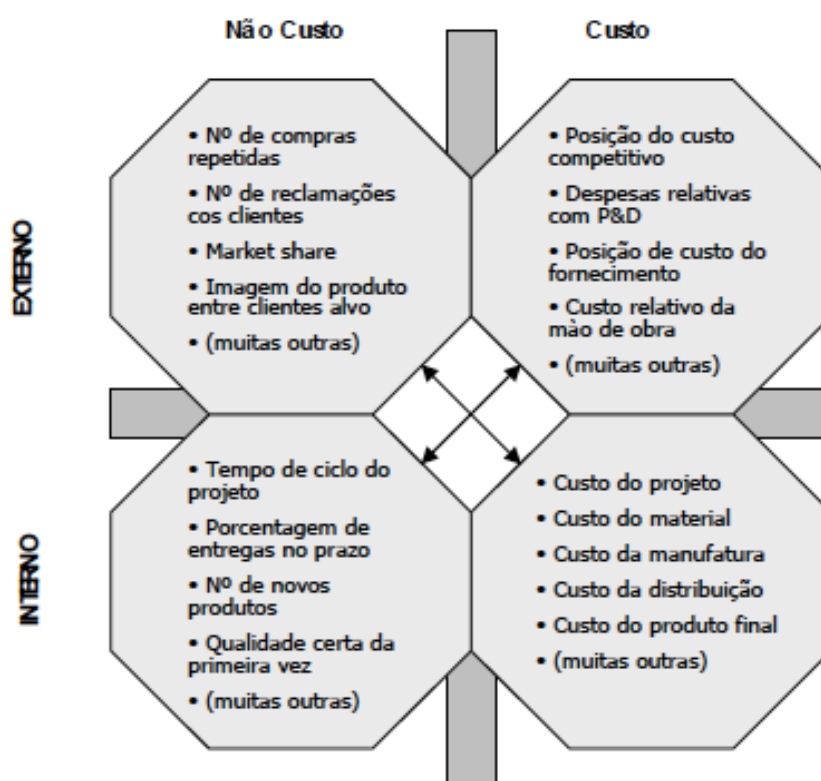 Não Custo
Custo
EXTERNO
• Nº de compras
repetidas
• Nº de reclamações
cos clientes
• Market share
• Imagem do produto
entre clientes alvo
• (muitas outras)
• Posição do custo
competitivo
• Despesas relativas
com P&D
• Posição de custo do
fornecimento
• Custo relativo da
mào de obra
• (muitas outras)
INTERNO
• Tempo de ciclo do
projeto
• Porcentagem de
entregas no prazo
• Nº de novos
produtos
• Qualidade certa da
primeira vez
• (muitas outras)
• Custo do projeto
• Custo do material
• Custo da manufatura
• Custo da distribuição
• Custo do produto final
• (muitas outras)